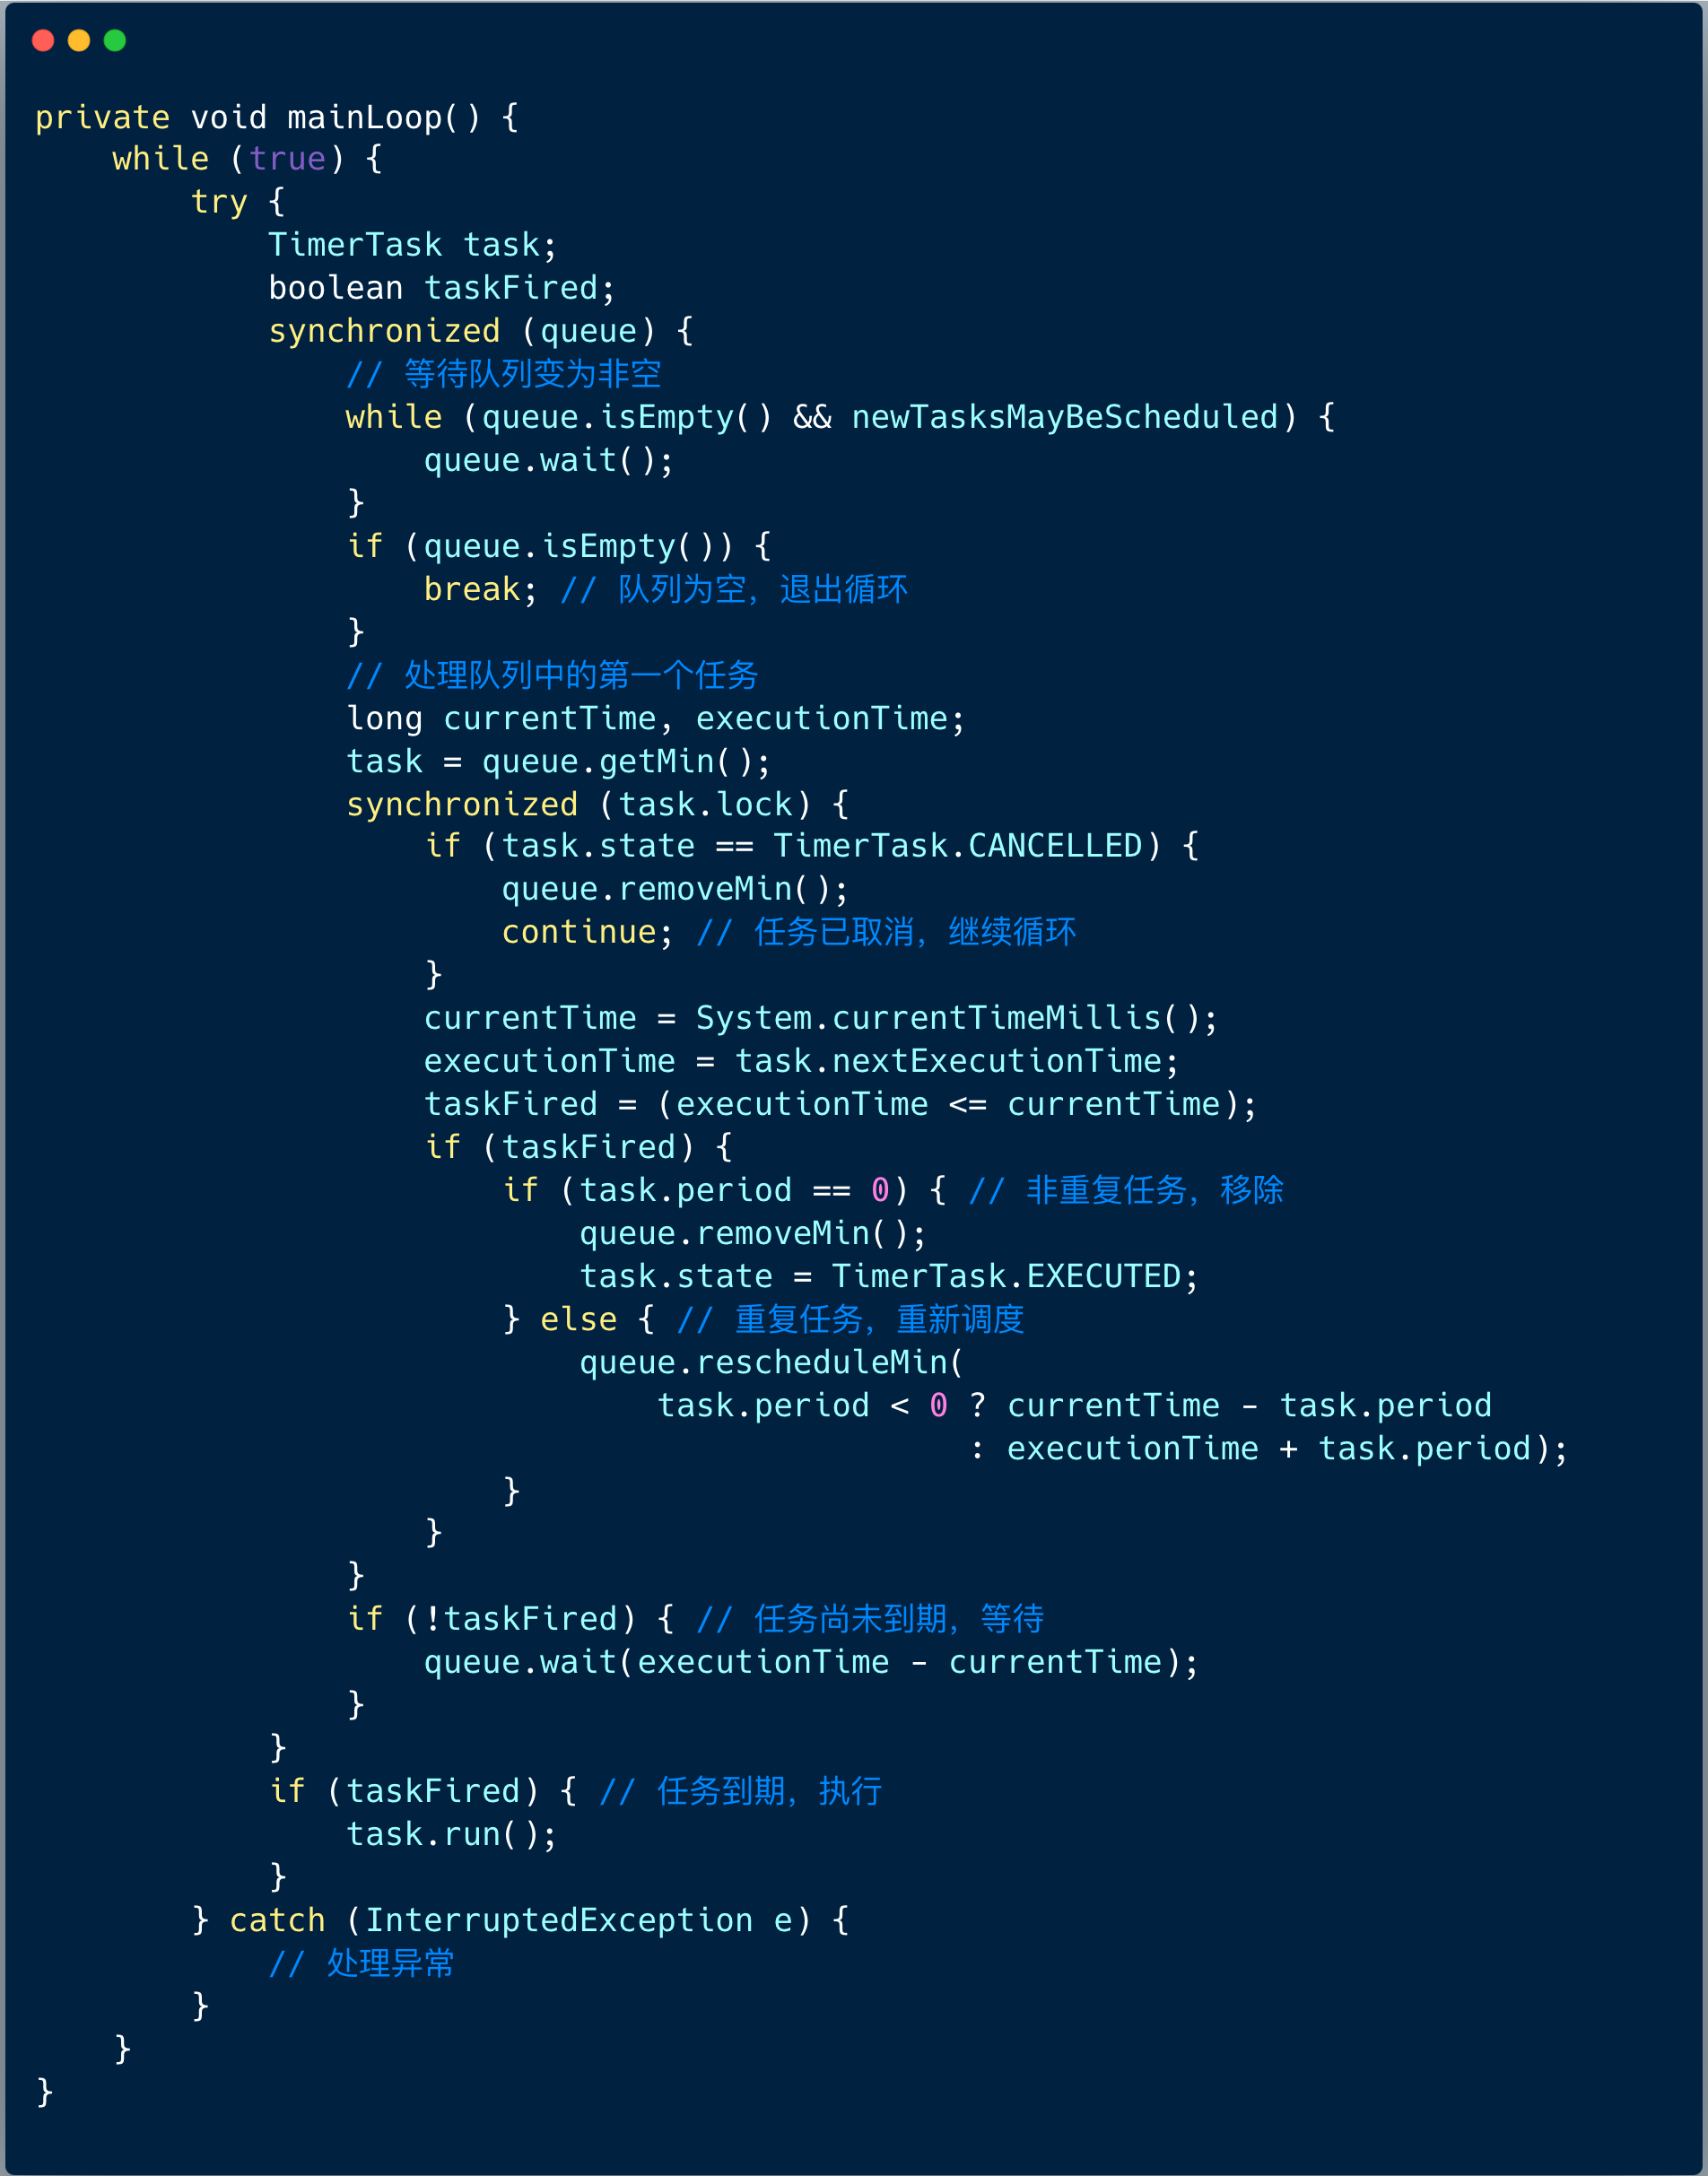 private void mainLoop() {
    while (true) {
        try {
            TimerTask task;
            boolean taskFired;
            synchronized (queue) {
                // 等待队列变为非空
                while (queue.isEmpty() && newTasksMayBeScheduled) {
                    queue.wait();
                }
                if (queue.isEmpty()) {
                    break; // 队列为空，退出循环
                }
                // 处理队列中的第一个任务
                long currentTime, executionTime;
                task = queue.getMin();
                synchronized (task.lock) {
                    if (task.state == TimerTask.CANCELLED) {
                        queue.removeMin();
                        continue; // 任务已取消，继续循环
                    }
                    currentTime = System.currentTimeMillis();
                    executionTime = task.nextExecutionTime;
                    taskFired = (executionTime <= currentTime);
                    if (taskFired) {
                        if (task.period == 0) { // 非重复任务，移除
                            queue.removeMin();
                            task.state = TimerTask.EXECUTED;
                        } else { // 重复任务，重新调度
                            queue.rescheduleMin(
                                task.period < 0 ? currentTime - task.period
                                                : executionTime + task.period);
                        }
                    }
                }
                if (!taskFired) { // 任务尚未到期，等待
                    queue.wait(executionTime - currentTime);
                }
            }
            if (taskFired) { // 任务到期，执行
                task.run();
            }
        } catch (InterruptedException e) {
            // 处理异常
        }
    }
}